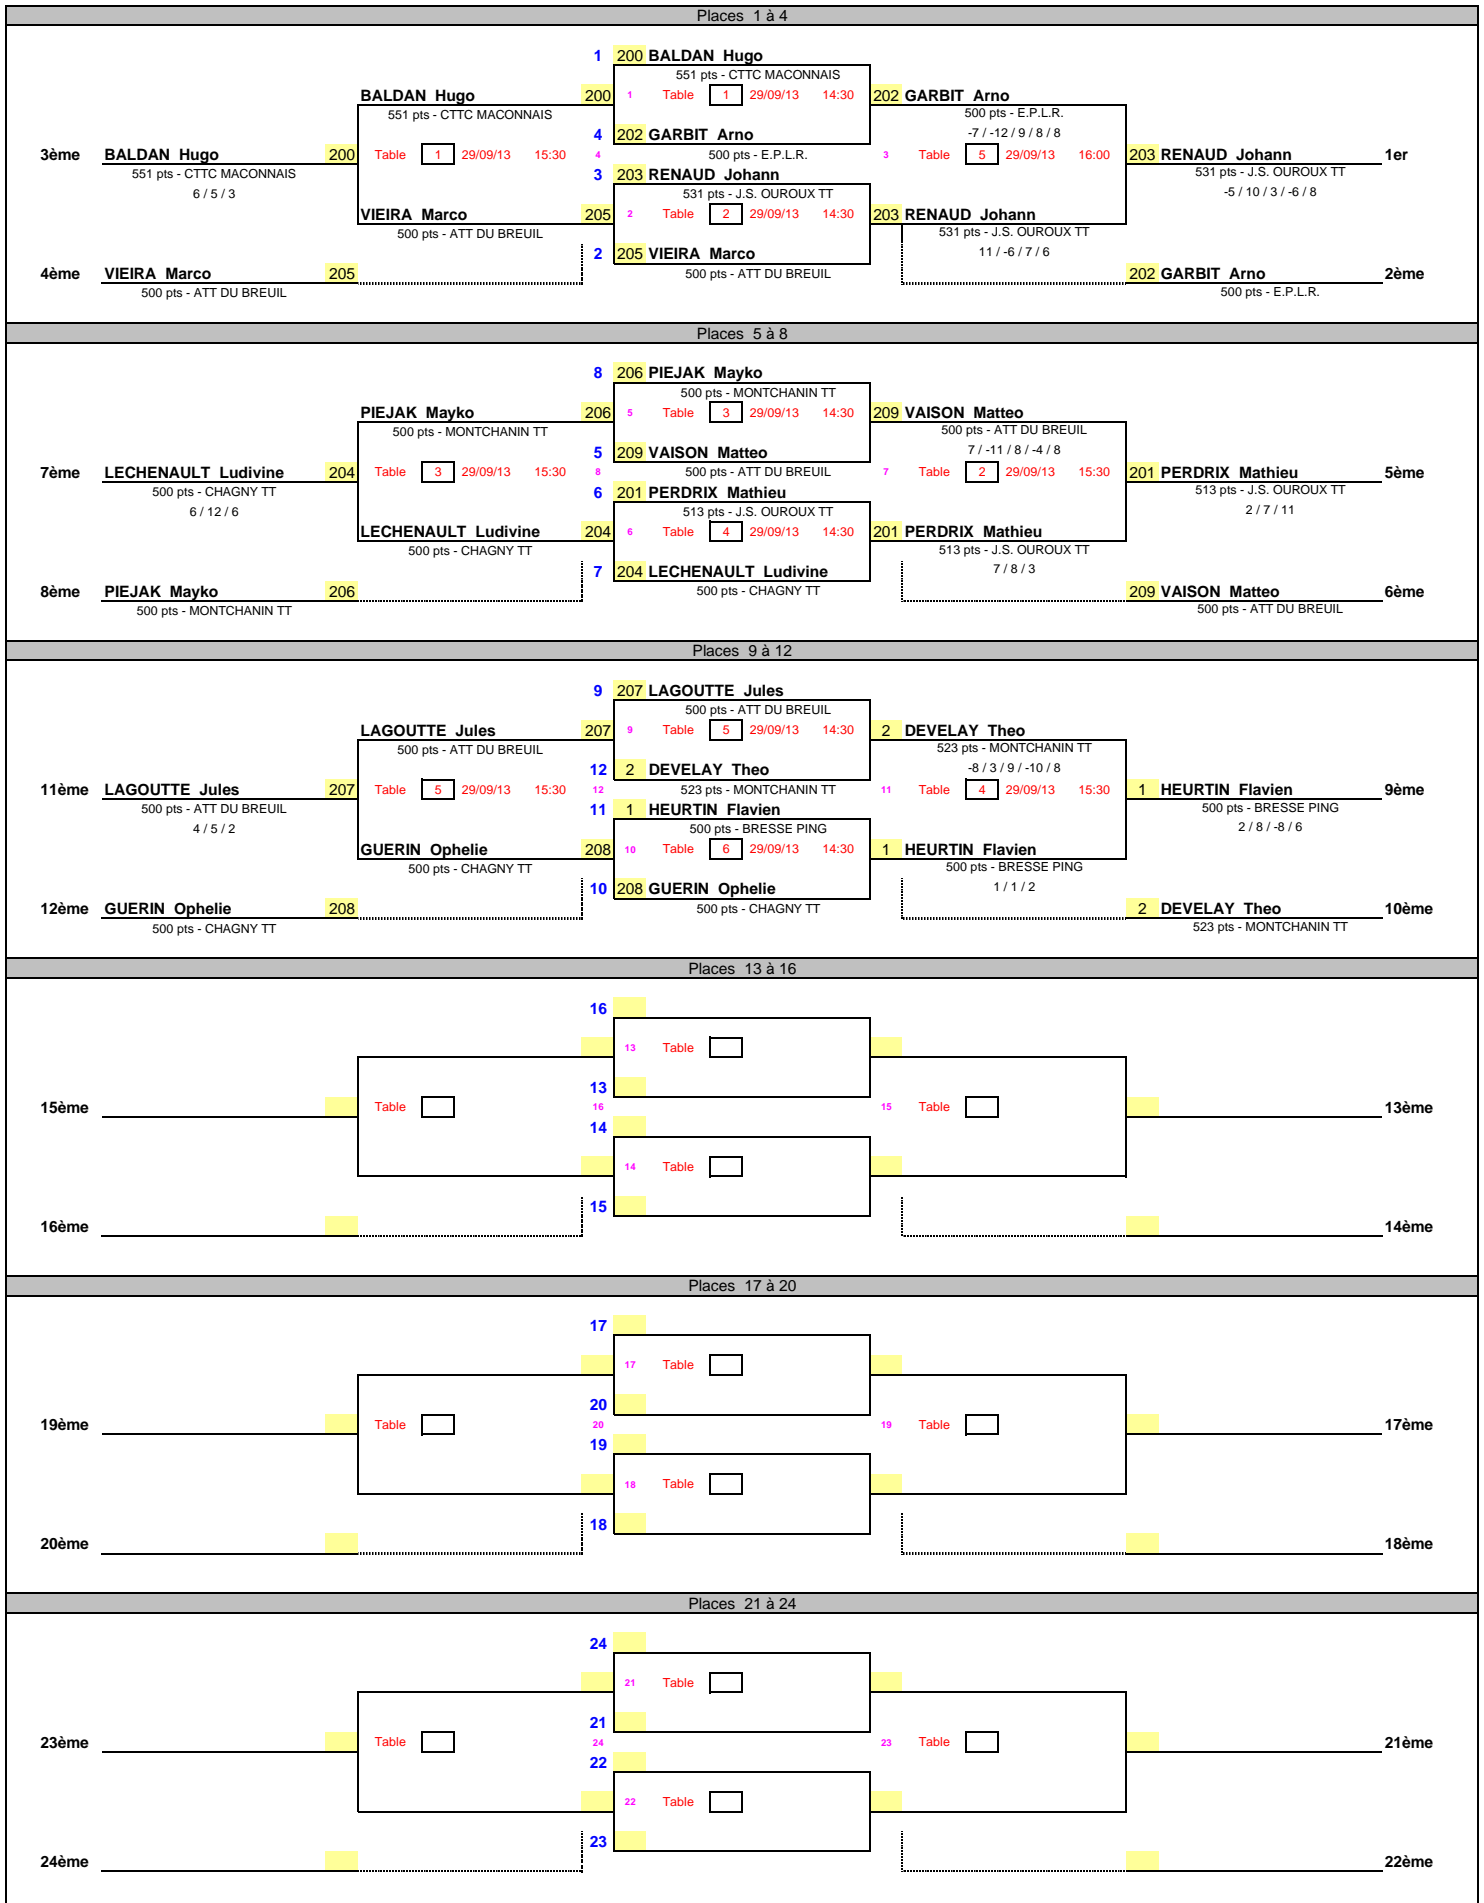 Places 1 à 4
1 200 BALDAN Hugo
551 pts - CTTC MACONNAIS
BALDAN Hugo 200 1 Table 1 29/09/13 14:30 202 GARBIT Arno
551 pts - CTTC MACONNAIS 500 pts - E.P.L.R.
4 202 GARBIT Arno -7 / -12 / 9 / 8 / 8
3ème BALDAN Hugo 200 Table 1 29/09/13 15:30 4 500 pts - E.P.L.R. 3 Table 5 29/09/13 16:00 203 RENAUD Johann 1er
551 pts - CTTC MACONNAIS 3 203 RENAUD Johann 531 pts - J.S. OUROUX TT
6 / 5 / 3 531 pts - J.S. OUROUX TT -5 / 10 / 3 / -6 / 8
VIEIRA Marco 205 2 Table 2 29/09/13 14:30 203 RENAUD Johann
500 pts - ATT DU BREUIL 531 pts - J.S. OUROUX TT
2 205 VIEIRA Marco 11 / -6 / 7 / 6
4ème VIEIRA Marco 205 500 pts - ATT DU BREUIL 202 GARBIT Arno 2ème
500 pts - ATT DU BREUIL 500 pts - E.P.L.R.
Places 5 à 8
8 206 PIEJAK Mayko
500 pts - MONTCHANIN TT
PIEJAK Mayko 206 5 Table 3 29/09/13 14:30 209 VAISON Matteo
500 pts - MONTCHANIN TT 500 pts - ATT DU BREUIL
5 209 VAISON Matteo 7 / -11 / 8 / -4 / 8
7ème LECHENAULT Ludivine 204 Table 3 29/09/13 15:30 8 500 pts - ATT DU BREUIL 7 Table 2 29/09/13 15:30 201 PERDRIX Mathieu 5ème
500 pts - CHAGNY TT 6 201 PERDRIX Mathieu 513 pts - J.S. OUROUX TT
6 / 12 / 6 513 pts - J.S. OUROUX TT 2 / 7 / 11
LECHENAULT Ludivine 204 6 Table 4 29/09/13 14:30 201 PERDRIX Mathieu
500 pts - CHAGNY TT 513 pts - J.S. OUROUX TT
7 204 LECHENAULT Ludivine 7 / 8 / 3
8ème PIEJAK Mayko 206 500 pts - CHAGNY TT 209 VAISON Matteo 6ème
500 pts - MONTCHANIN TT 500 pts - ATT DU BREUIL
Places 9 à 12
9 207 LAGOUTTE Jules
500 pts - ATT DU BREUIL
LAGOUTTE Jules 207 9 Table 5 29/09/13 14:30 2 DEVELAY Theo
500 pts - ATT DU BREUIL 523 pts - MONTCHANIN TT
12 2 DEVELAY Theo -8 / 3 / 9 / -10 / 8
11ème LAGOUTTE Jules 207 Table 5 29/09/13 15:30 12 523 pts - MONTCHANIN TT 11 Table 4 29/09/13 15:30 1 HEURTIN Flavien 9ème
500 pts - ATT DU BREUIL 11 1 HEURTIN Flavien 500 pts - BRESSE PING
4 / 5 / 2 500 pts - BRESSE PING 2 / 8 / -8 / 6
GUERIN Ophelie 208 10 Table 6 29/09/13 14:30 1 HEURTIN Flavien
500 pts - CHAGNY TT 500 pts - BRESSE PING
10 208 GUERIN Ophelie 1 / 1 / 2
12ème GUERIN Ophelie 208 500 pts - CHAGNY TT 2 DEVELAY Theo 10ème
500 pts - CHAGNY TT 523 pts - MONTCHANIN TT
Places 13 à 16
16
13 Table
13
15ème Table 16 15 Table 13ème
14
14 Table
15
16ème 14ème
Places 17 à 20
17
17 Table
20
19ème Table 20 19 Table 17ème
19
18 Table
18
20ème 18ème
Places 21 à 24
24
21 Table
21
23ème Table 24 23 Table 21ème
22
22 Table
23
24ème 22ème